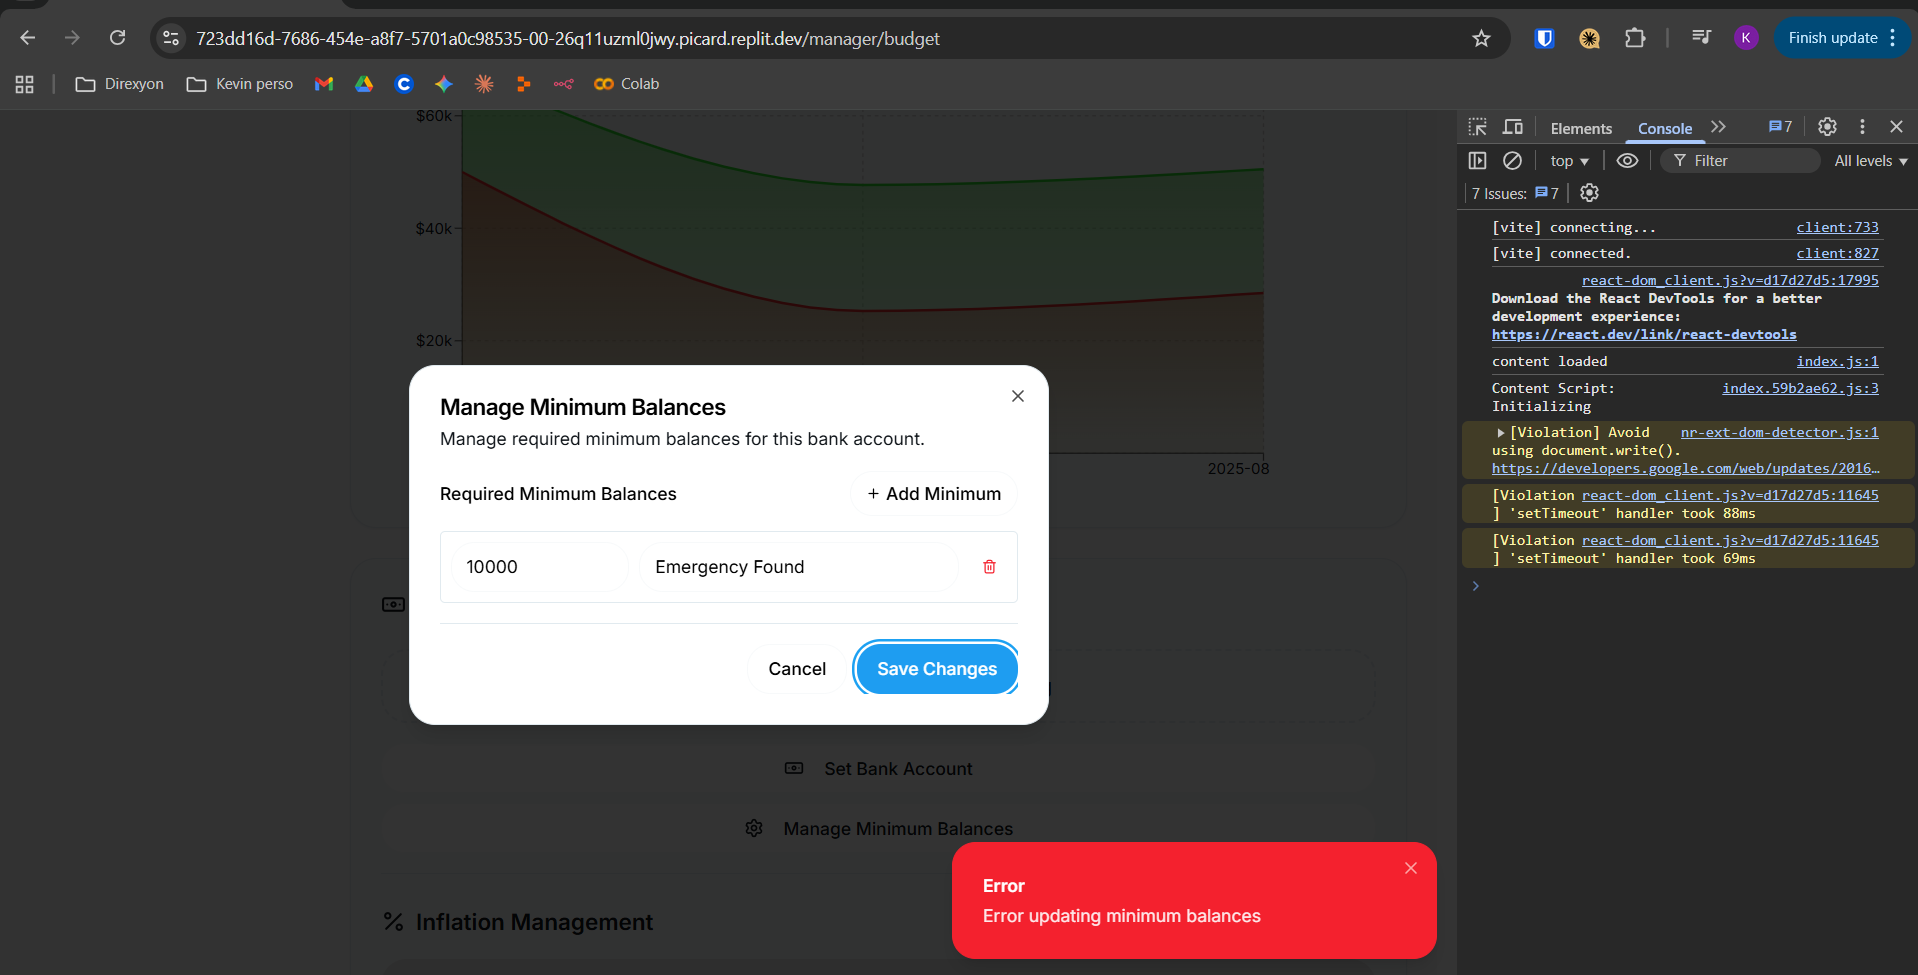 723dd16d-7686-454e-a8f7-5701a0c98535-00-26q11uzml0jwy.picard.replit.dev/manager/budget
K
Finish update
Direxyon
Kevin perso
Colab
$60k
$40k
$20k
2025-08
Manage Minimum Balances
Manage required minimum balances for this bank account.
Required Minimum Balances
+ Add Minimum
10000
Emergency Found
Cancel
Save Changes
Set Bank Account
Manage Minimum Balances
Inflation Management
Error
Error updating minimum balances
Elements
Console
7
top
Filter
All levels
7 Issues:
7
[vite] connecting... client:733
[vite] connected. client:827
react-dom_client.js?v=d17d27d5:17995
Download the React DevTools for a better
development experience:
https://react.dev/link/react-devtools
content loaded index.js:1
Content Script: index.59b2ae62.js:3
Initializing
[Violation] Avoid nr-ext-dom-detector.js:1
using document.write().
https://developers.google.com/web/updates/2016…
[Violation react-dom_client.js?v=d17d27d5:11645
] 'setTimeout' handler took 88ms
[Violation react-dom_client.js?v=d17d27d5:11645
] 'setTimeout' handler took 69ms